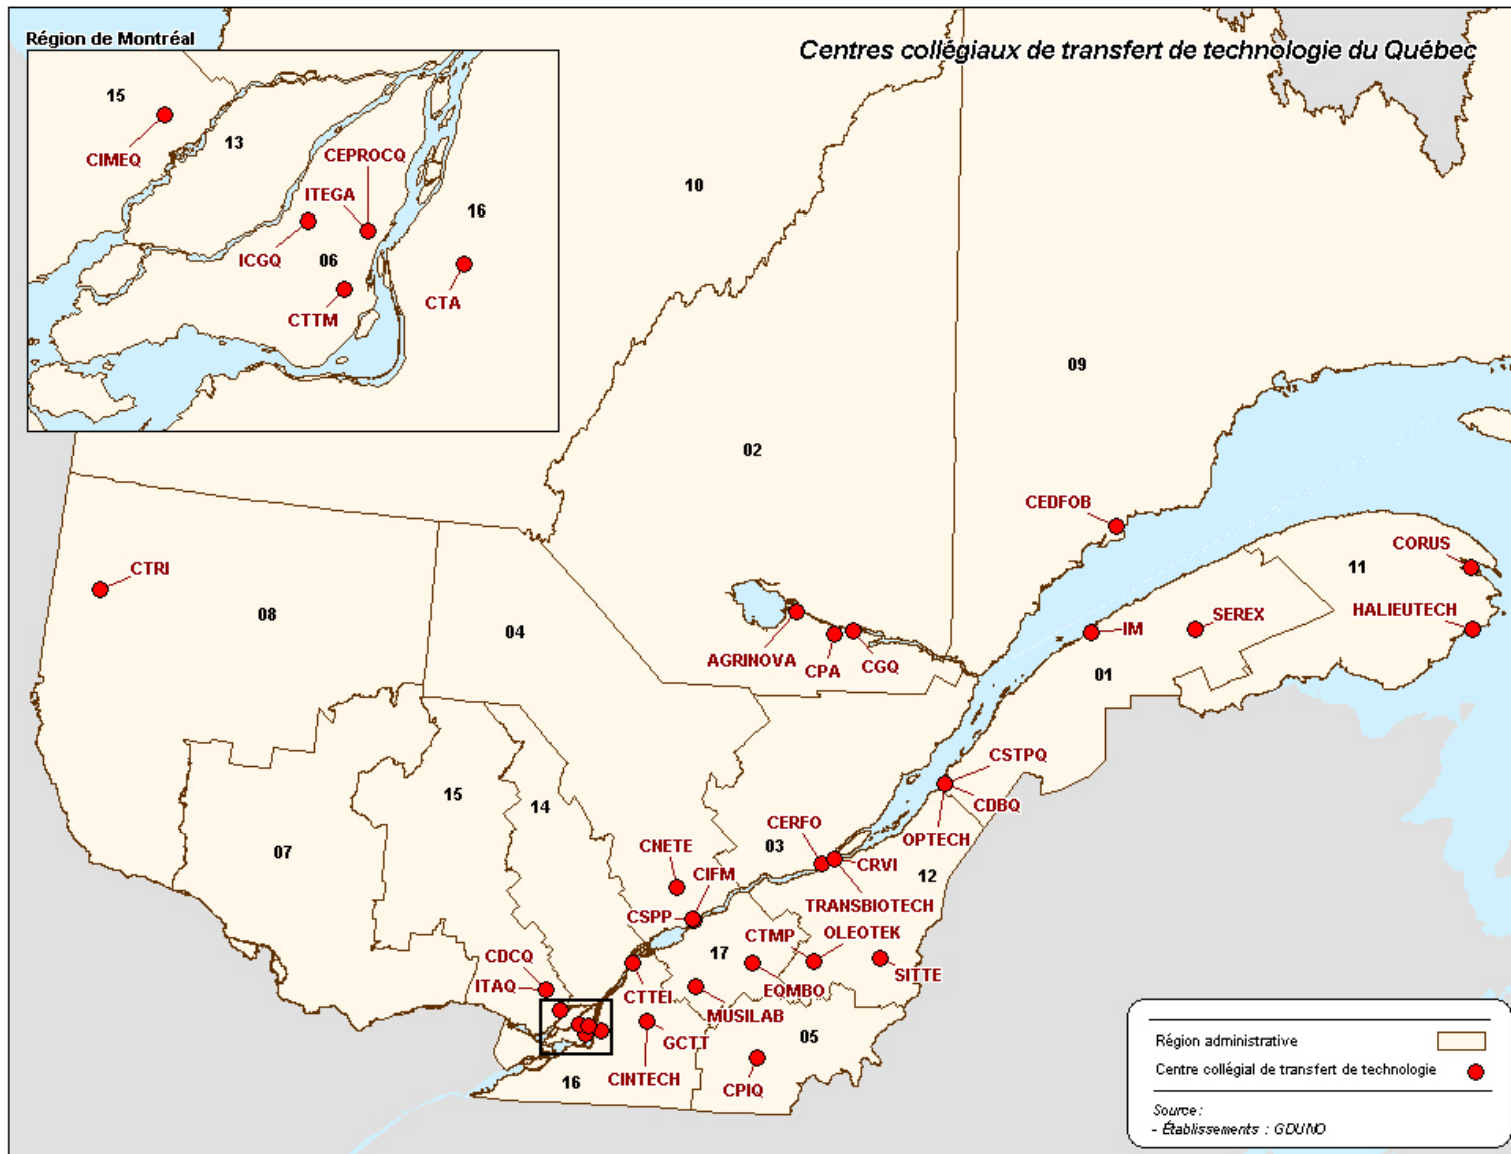 Région de Montréal
Centres collégiaux de transfert de technologie du Québec
15
CIMEQ
13
CEPROCQ
ITEGA
16
ICGQ
06
CTA
CTTM
10
09
02
CEDFOB
CORUS
11
CTRI
HALIEUTECH
08
SEREX
04
IM
AGRINOVA
CPA
CGQ
01
CSTPQ
15
14
CDBQ
OPTECH
CERFO
03
07
CNETE
CRVI
12
CIFM
TRANSBIOTECH
CSPP
OLEOTEK
CTMP
17
CDCQ
SITTE
ITAQ
CTTEI
EQMBO
MUSILAB
GCTT
05
CINTECH
16
CPIQ
Région administrative
Centre collégial de transfert de technologie
Source :
- Établissements : GDUNO